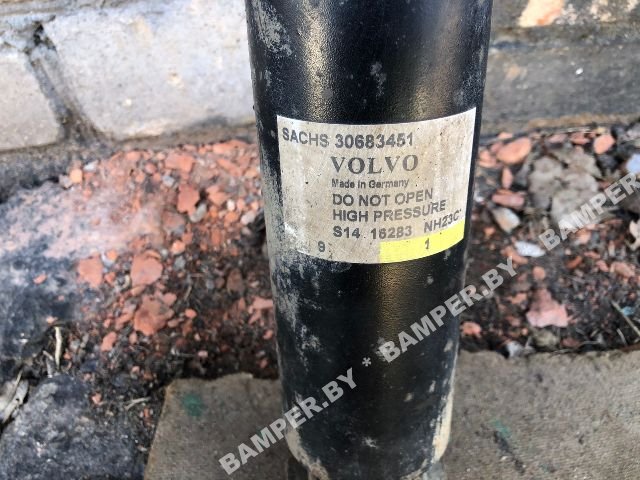 SACHS 30683451
VOLVO
Made in Germany
DO NOT OPEN
HIGH PRESSURE
S14 16283 NH23C
9 1
BAMPER.BY * BAMPER.BY * BAMPER.BY